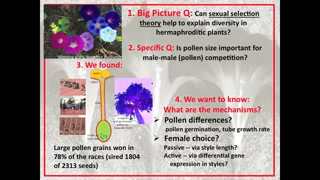 1. Big Picture Q: Can sexual selection
theory help to explain diversity in
hermaphroditic plants?
2. Specific Q: Is pollen size important for
male-male (pollen) competition?
3. We found:
Large pollen grains won in
78% of the races (sired 1804
of 2313 seeds)
4. We want to know:
What are the mechanisms?
➢ Pollen differences?
pollen germination, tube growth rate
➢ Female choice?
Passive -- via style length?
Active – via differential gene
expression in styles?